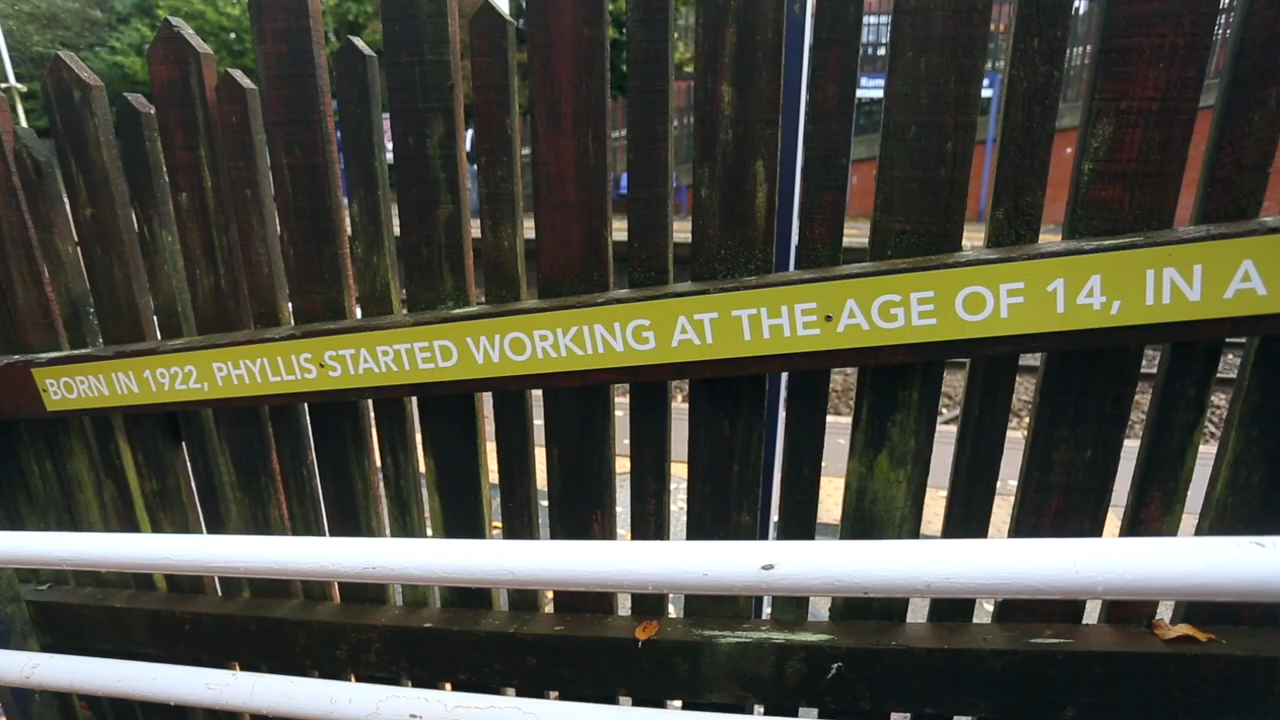 BORN IN 1922, PHYLLIS STARTED WORKING AT THE AGE OF 14, IN A